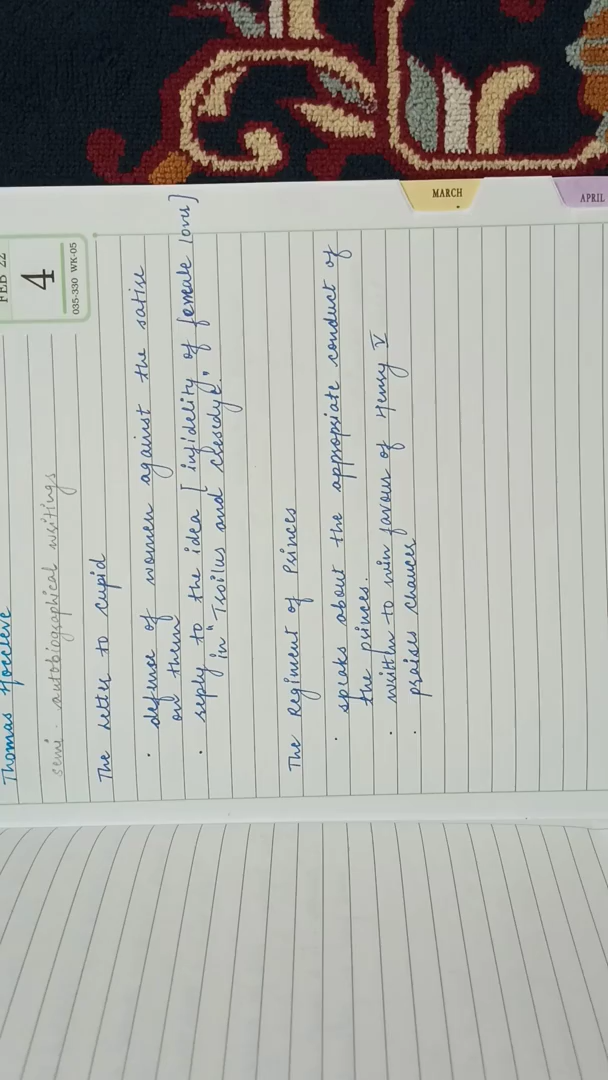 FEB 22
4
035-330 WK-05
Thomas Hoccleve
semi-autobiographical writings
The Letter to Cupid
· defence of women against the satire
on them
· reply to the idea [infidelity of female lover]
in "Troilus and Cresedye."
The Regiment of Princes
· speaks about the appropriate conduct of
the princes.
· written to win favour of Henry V
· praises chaucer
MARCH
APRIL